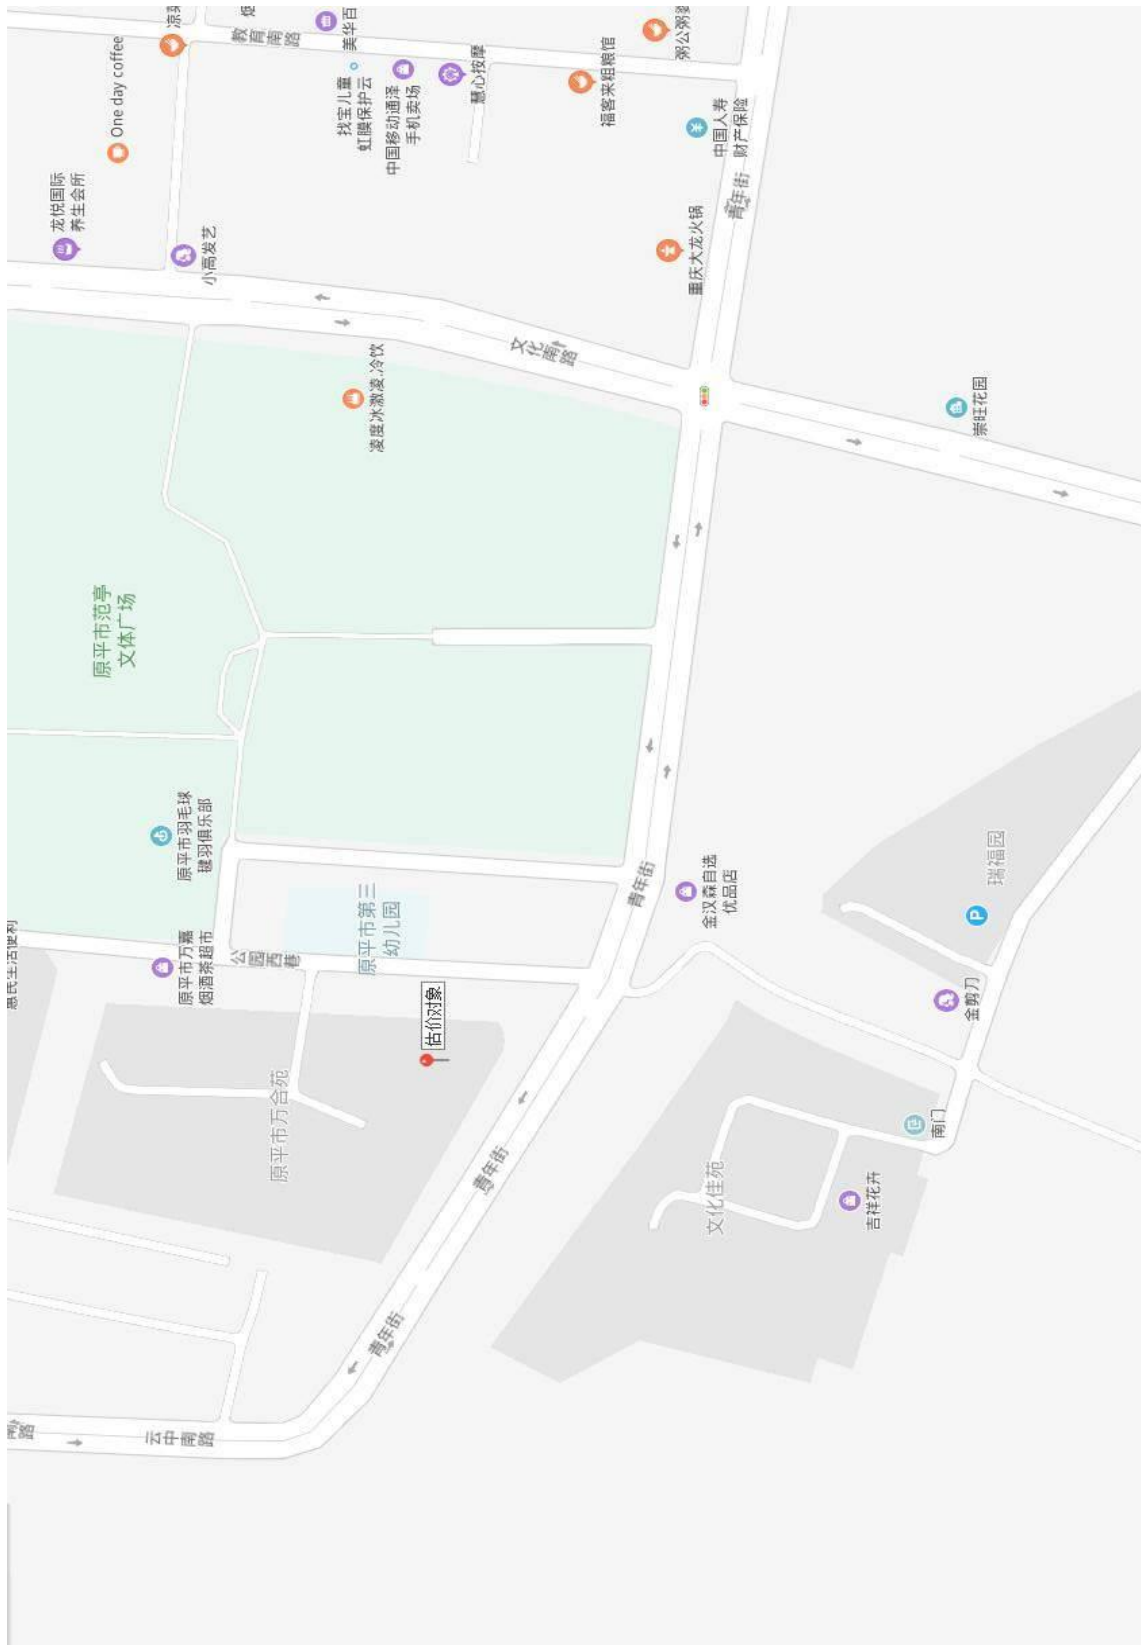 惠民生活便利
原平市万嘉
烟酒茶超市
原平市羽毛球
毽羽俱乐部
原平市范亭
文体广场
龙悦国际
养生会所
One day coffee
小高发艺
教育南路
美华百
找宝儿童
虹膜保护云
中国移动通泽
手机卖场
慧心按摩
福客来粗粮馆
中国人寿
财产保险
青年街
重庆大龙火锅
文化南路
凌度冰激凌.冷饮
崇旺花园
公园西巷
原平市第三
幼儿园
估价对象
原平市万合苑
青年街
金汉森自选
优品店
瑞福园
P
金剪刀
南门
吉祥花卉
文化佳苑
青年街
青年街
云中南路
南路